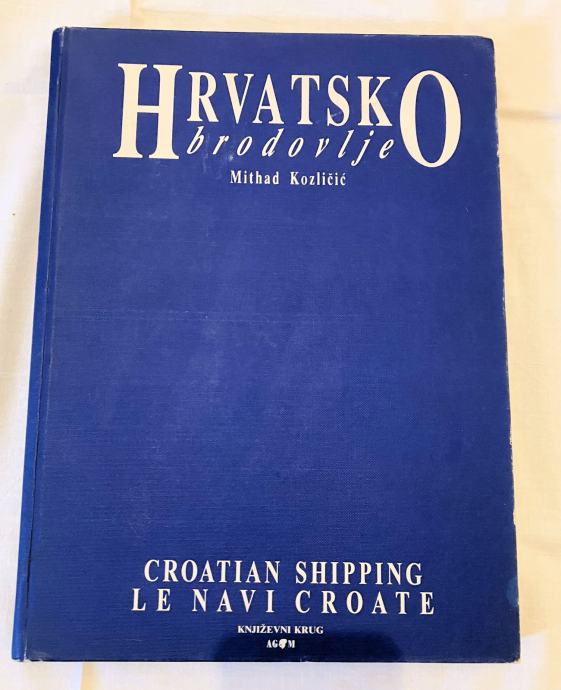 HRVATSKO
brodovlje
Mithad Kozličić
CROATIAN SHIPPING
LE NAVI CROATE
KNJIŽEVNI KRUG
AGM